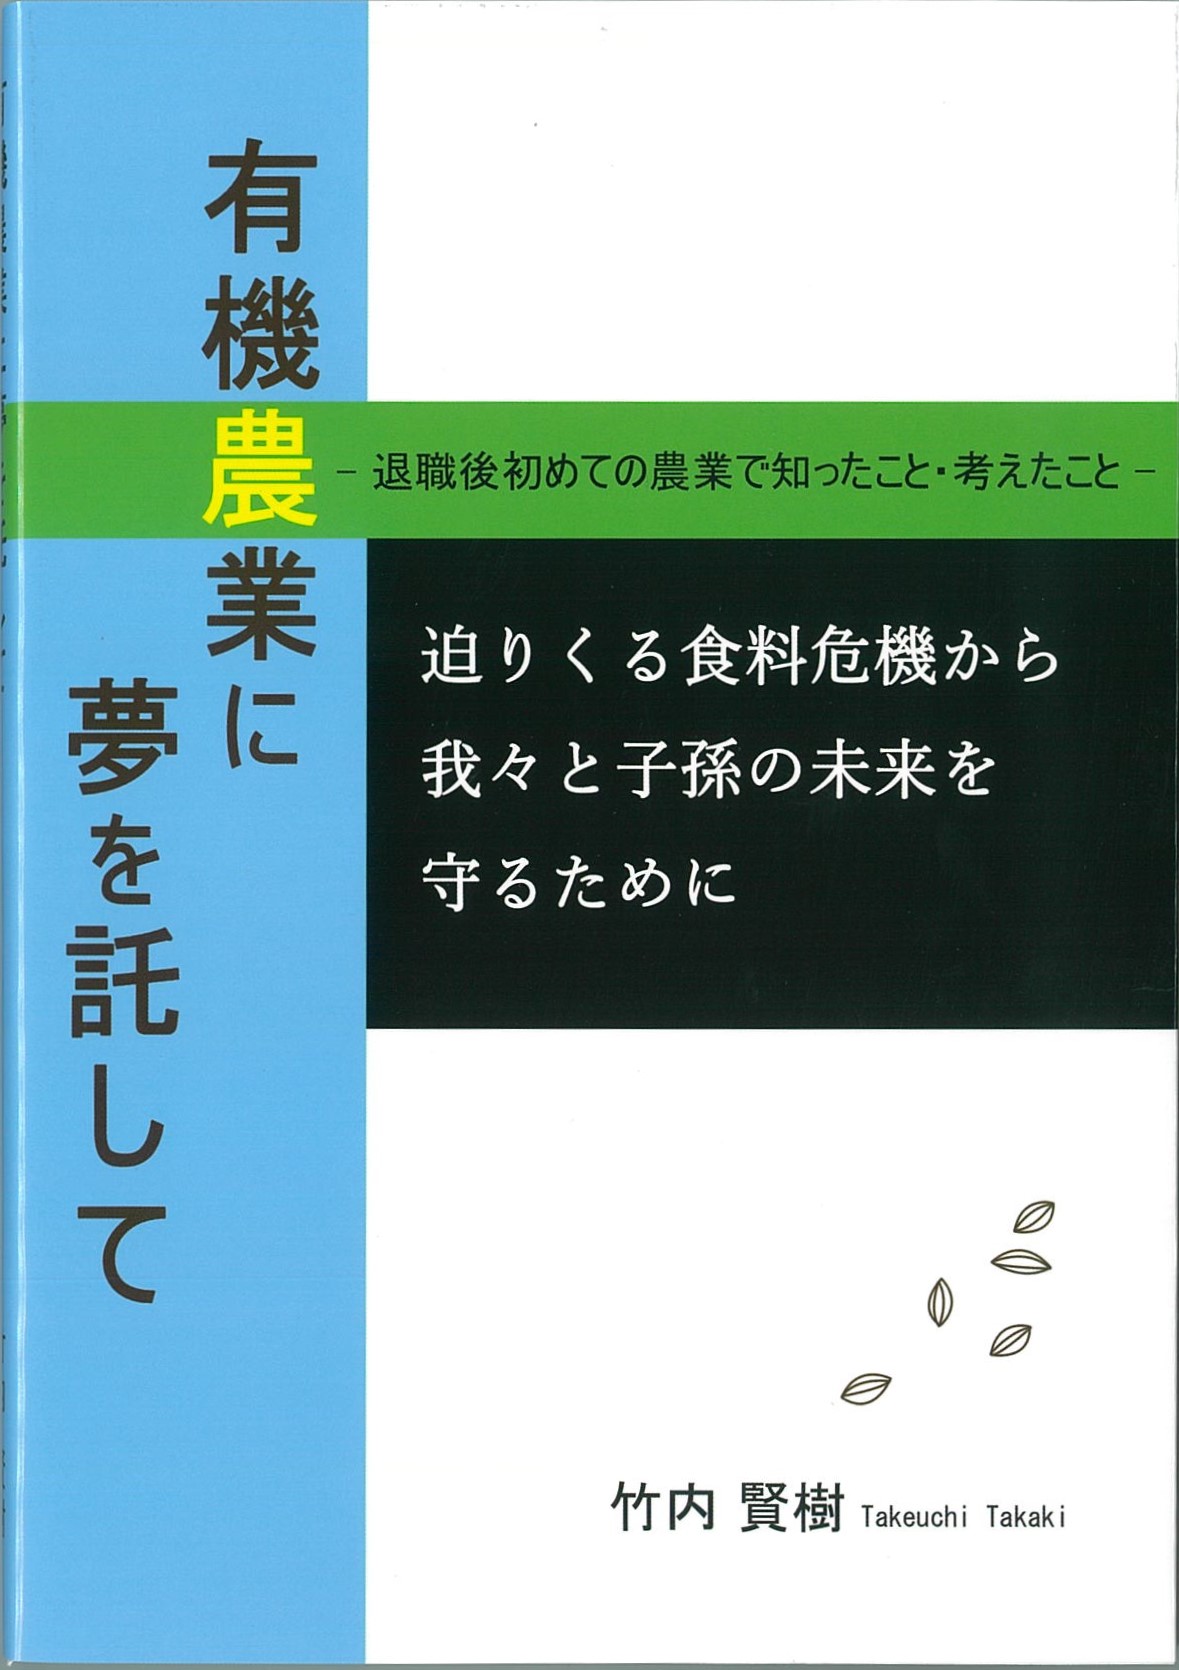 有機農業に
夢を託して
－退職後初めての農業で知ったこと・考えたこと－
迫りくる食料危機から
我々と子孫の未来を
守るために
竹内 賢樹 Takeuchi Takaki